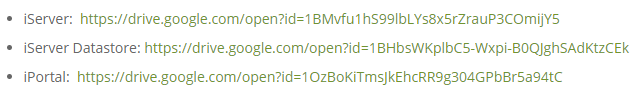 • iServer: https://drive.google.com/open?id=1BMvfu1hS99lbLYs8x5rZrauP3COmijY5
• iServer Datastore: https://drive.google.com/open?id=1BHbsWKplbC5-Wxpi-B0QJghSAdKtzCEk
• iPortal: https://drive.google.com/open?id=1OzBoKiTmsJkEhcRR9g304GPbBr5a94tC